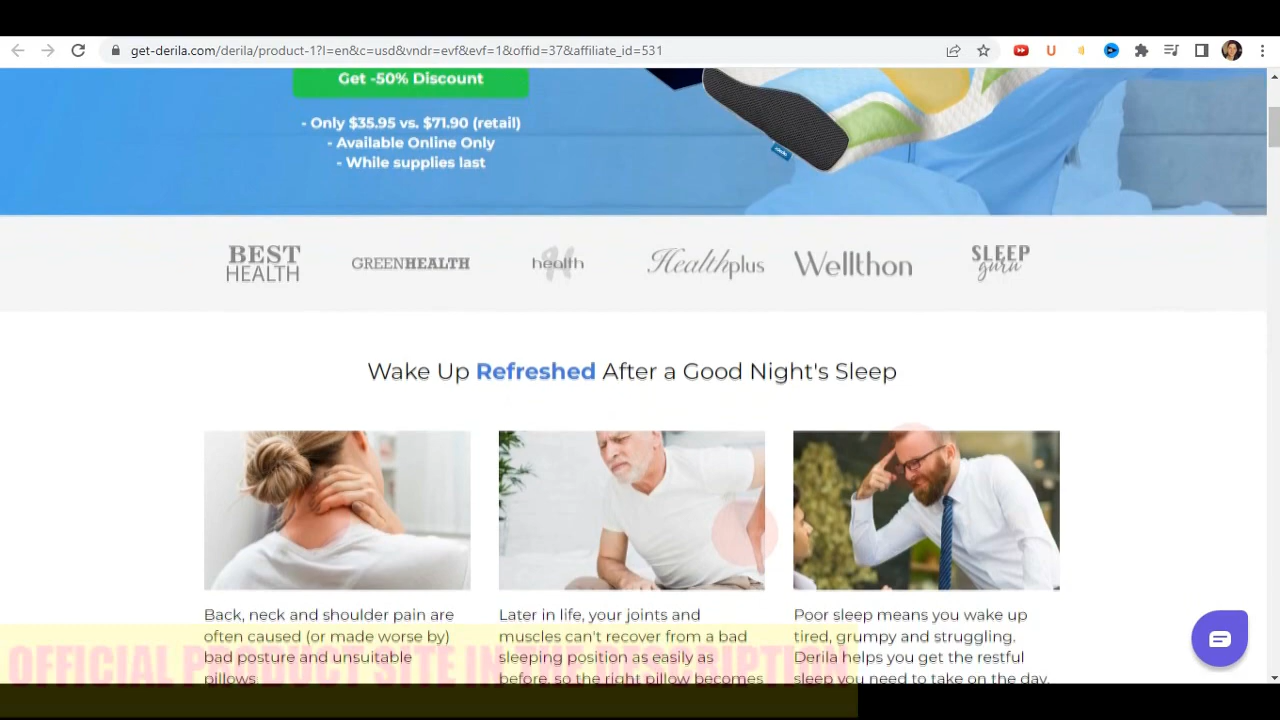 get-derila.com/derila/product-1?l=en&c=usd&vndr=evf&evf=1&offid=37&affiliate_id=531
Get -50% Discount
- Only $35.95 vs. $71.90 (retail)
- Available Online Only
- While supplies last
BEST
HEALTH
GREENHEALTH
health
Healthplus
Wellthon
SLEEP
guru
Wake Up Refreshed After a Good Night's Sleep
Back, neck and shoulder pain are
often caused (or made worse by)
bad posture and unsuitable
pillows
Later in life, your joints and
muscles can't recover from a bad
sleeping position as easily as
before, so the right pillow becomes
Poor sleep means you wake up
tired, grumpy and struggling.
Derila helps you get the restful
sleep you need to take on the day.
OFFICIAL PRODUCT SITE IN